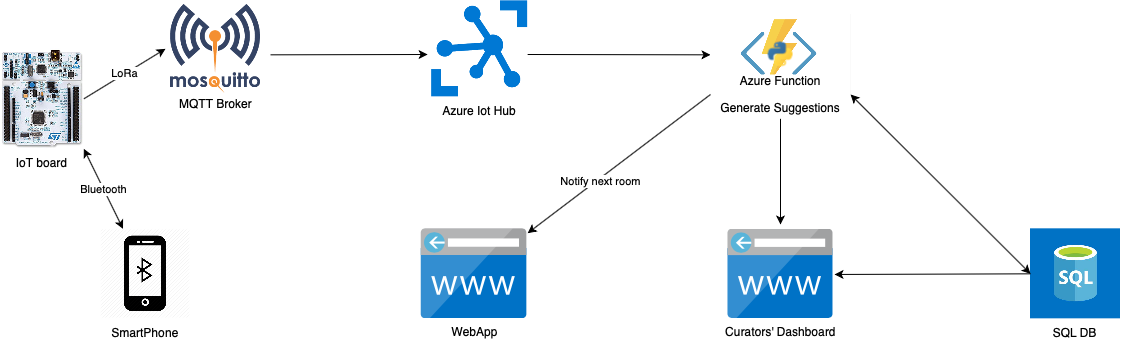 LoRa
mosquitto
MQTT Broker
IoT board
Bluetooth
SmartPhone
Azure Iot Hub
Azure Function
Generate Suggestions
Notify next room
WWW
WebApp
WWW
Curators' Dashboard
SQL
SQL DB